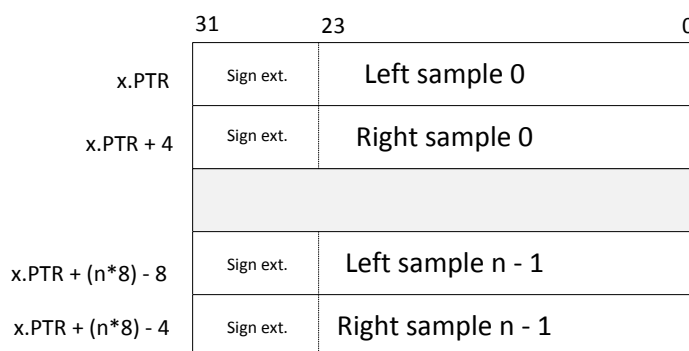 31 23 0
x.PTR Sign ext. Left sample 0
x.PTR + 4 Sign ext. Right sample 0
x.PTR + (n*8) - 8 Sign ext. Left sample n - 1
x.PTR + (n*8) - 4 Sign ext. Right sample n - 1